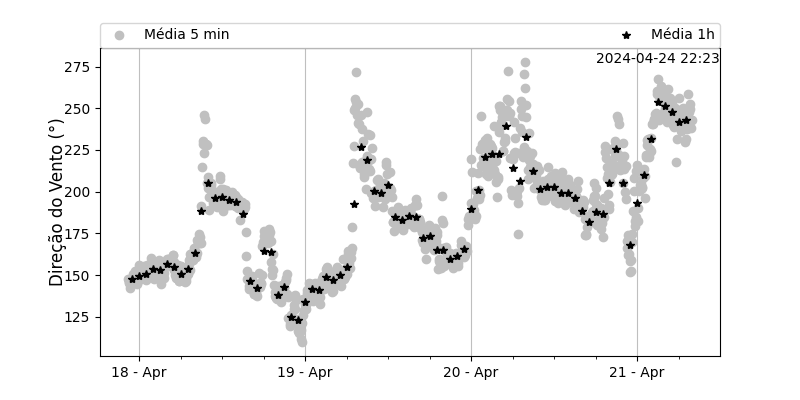 Média 5 min
Média 1h
2024-04-24 22:23
Direção do Vento (°)
275
250
225
200
175
150
125
18 - Apr
19 - Apr
20 - Apr
21 - Apr